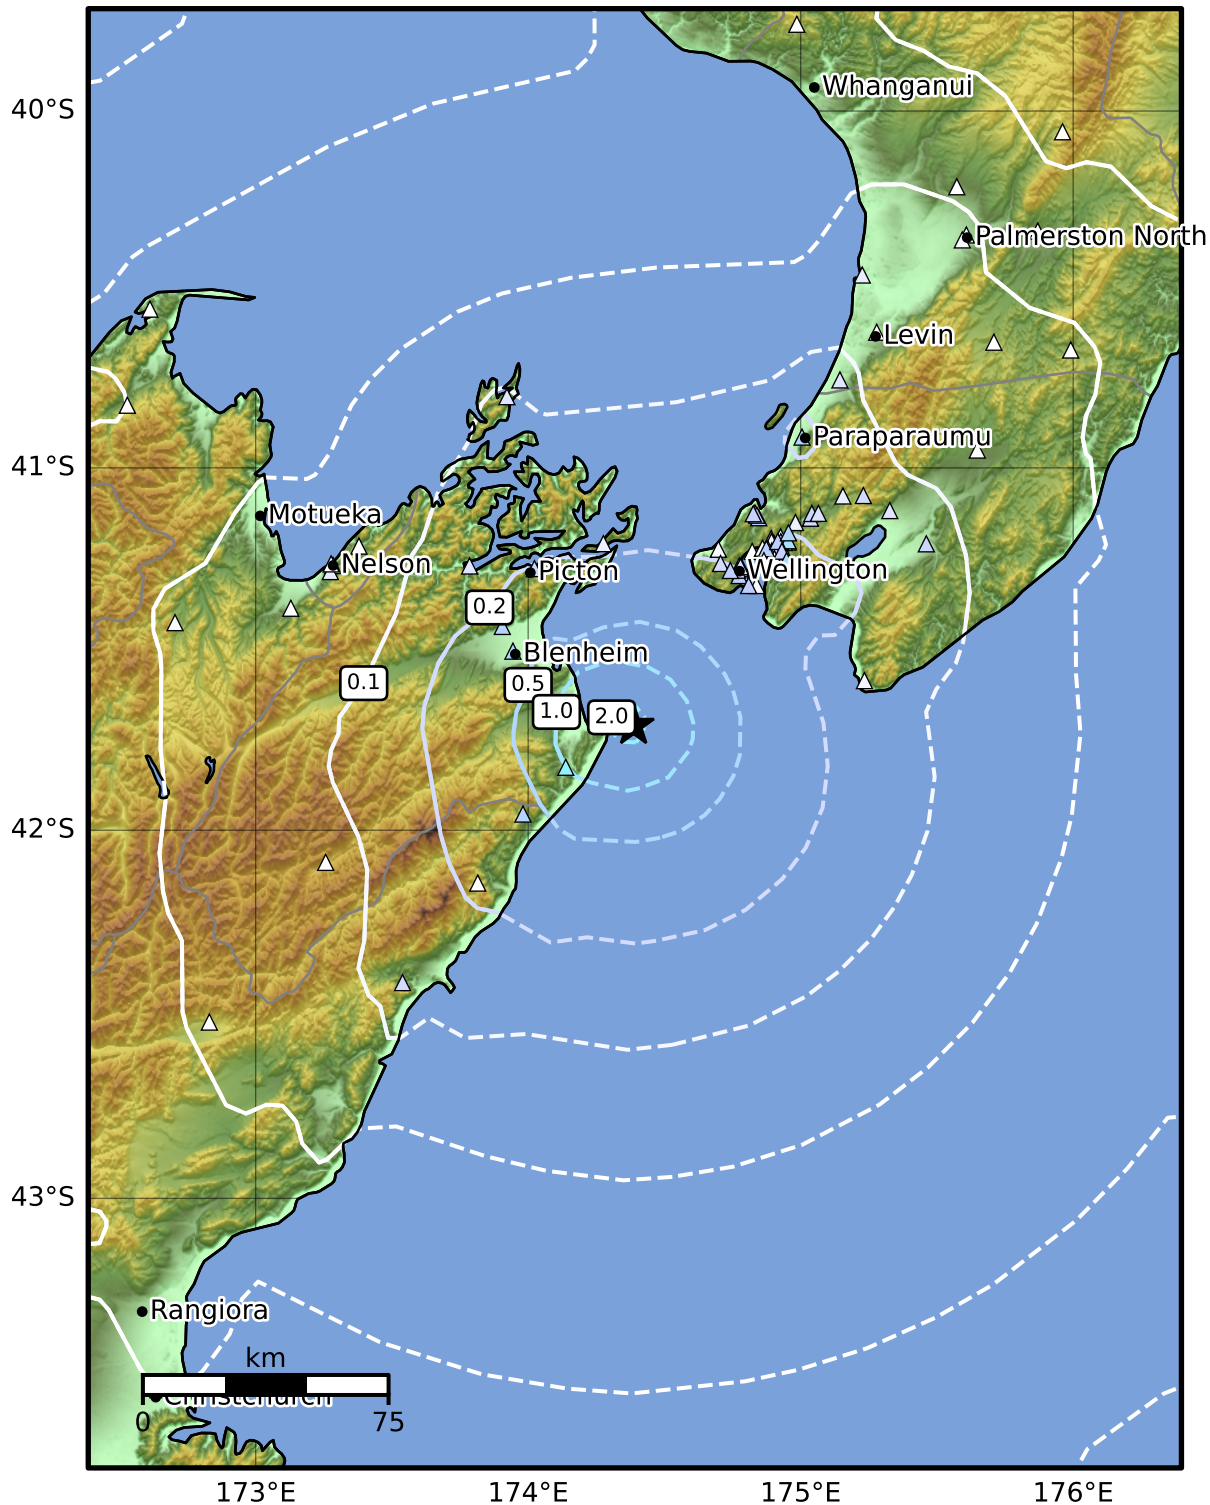 Whanganui
40°S
Palmerston North
Levin
Paraparaumu
41°S
Motueka
Nelson
Picton
Wellington
0.2
Blenheim
0.1
0.5
1.0
2.0
42°S
43°S
Rangiora
km
Christchurch
0
75
173°E
174°E
175°E
176°E